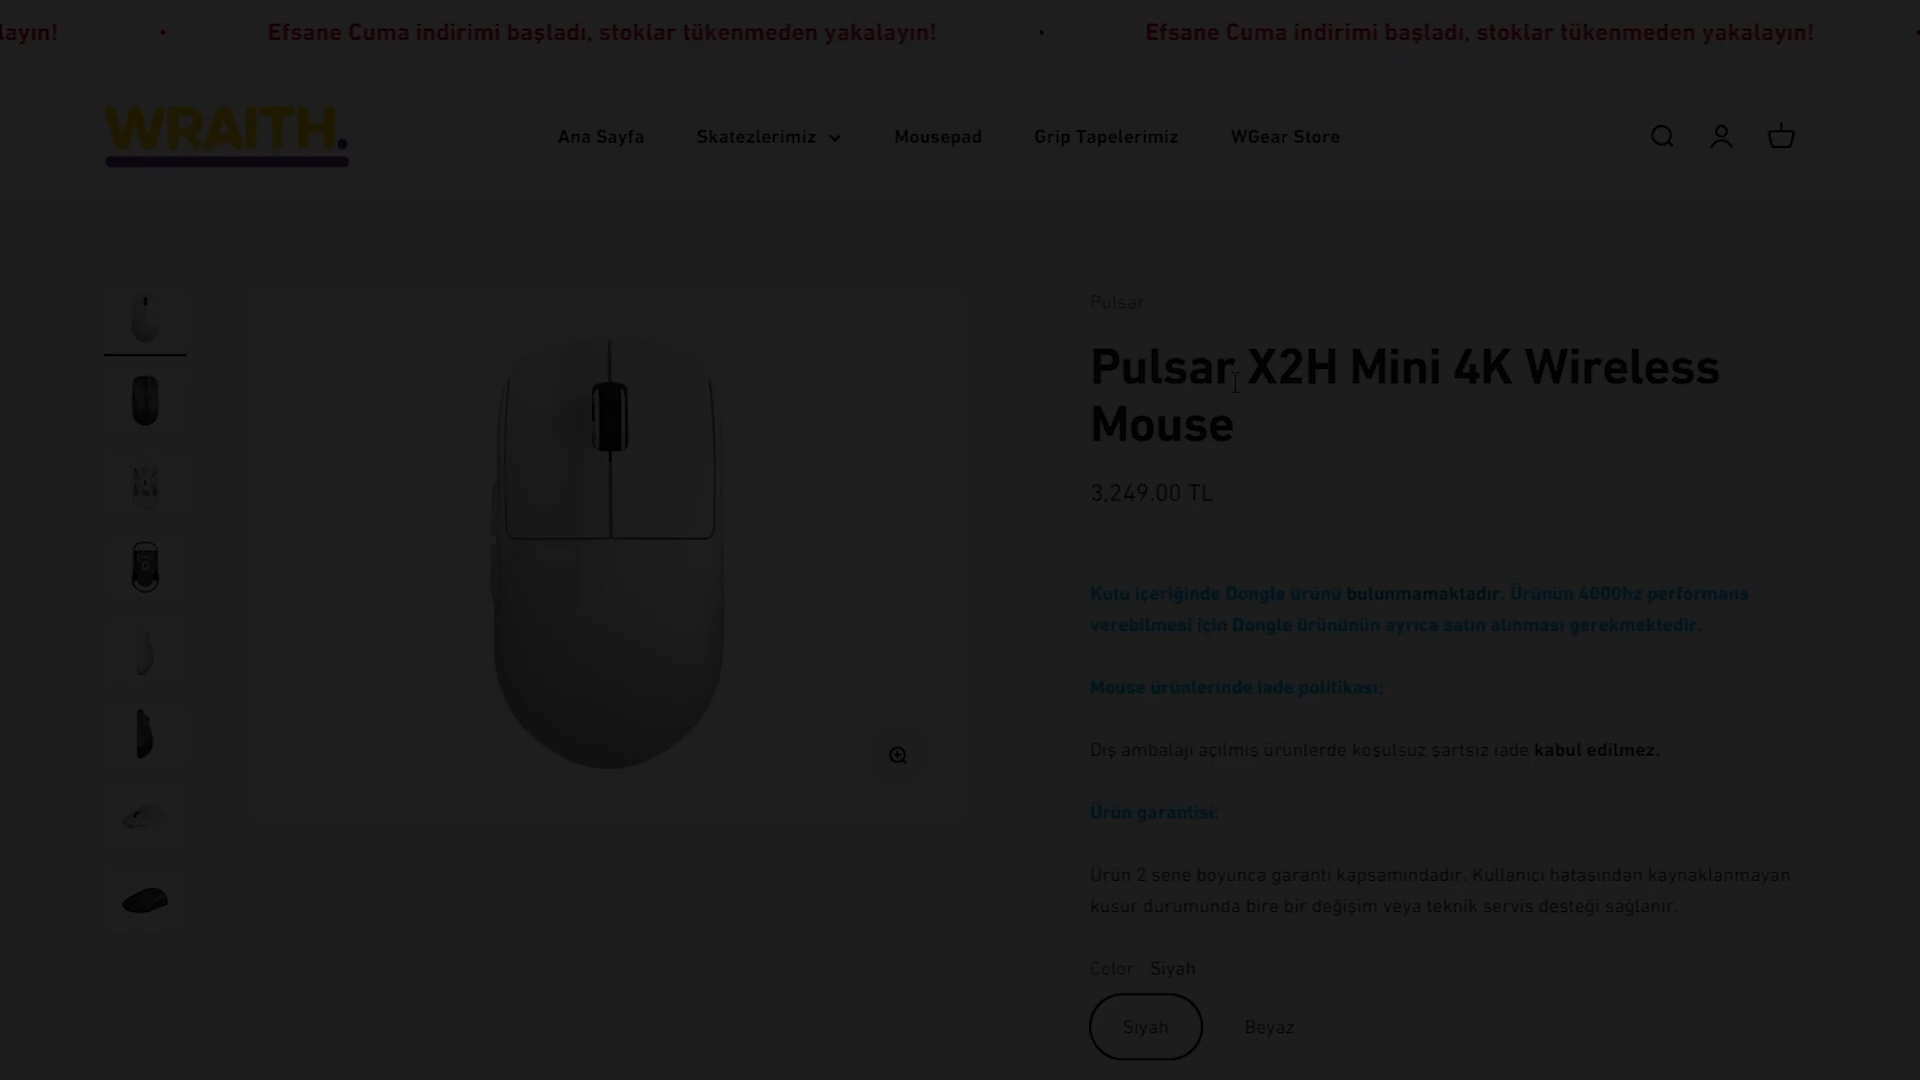 layın! • Efsane Cuma indirimi başladı, stoklar tükenmeden yakalayın! • Efsane Cuma indirimi başladı, stoklar tükenmeden yakalayın!
WRAITH.
Ana Sayfa Skatezlerimiz Mousepad Grip Tapelerimiz WGear Store
Pulsar
Pulsar X2H Mini 4K Wireless
Mouse
3,249.00 TL
Kutu içeriğinde Dongle ürünü bulunmamaktadır. Ürünün 4000hz performans
verebilmesi için Dongle ürününün ayrıca satın alınması gerekmektedir.
Mouse ürünlerinde iade politikası:
Dış ambalajı açılmış ürünlerde koşulsuz şartsız iade kabul edilmez.
Ürün garantisi:
Ürün 2 sene boyunca garanti kapsamındadır. Kullanıcı hatasından kaynaklanmayan
kusur durumunda bire bir değişim veya teknik servis desteği sağlanır.
Color: Siyah
Siyah Beyaz